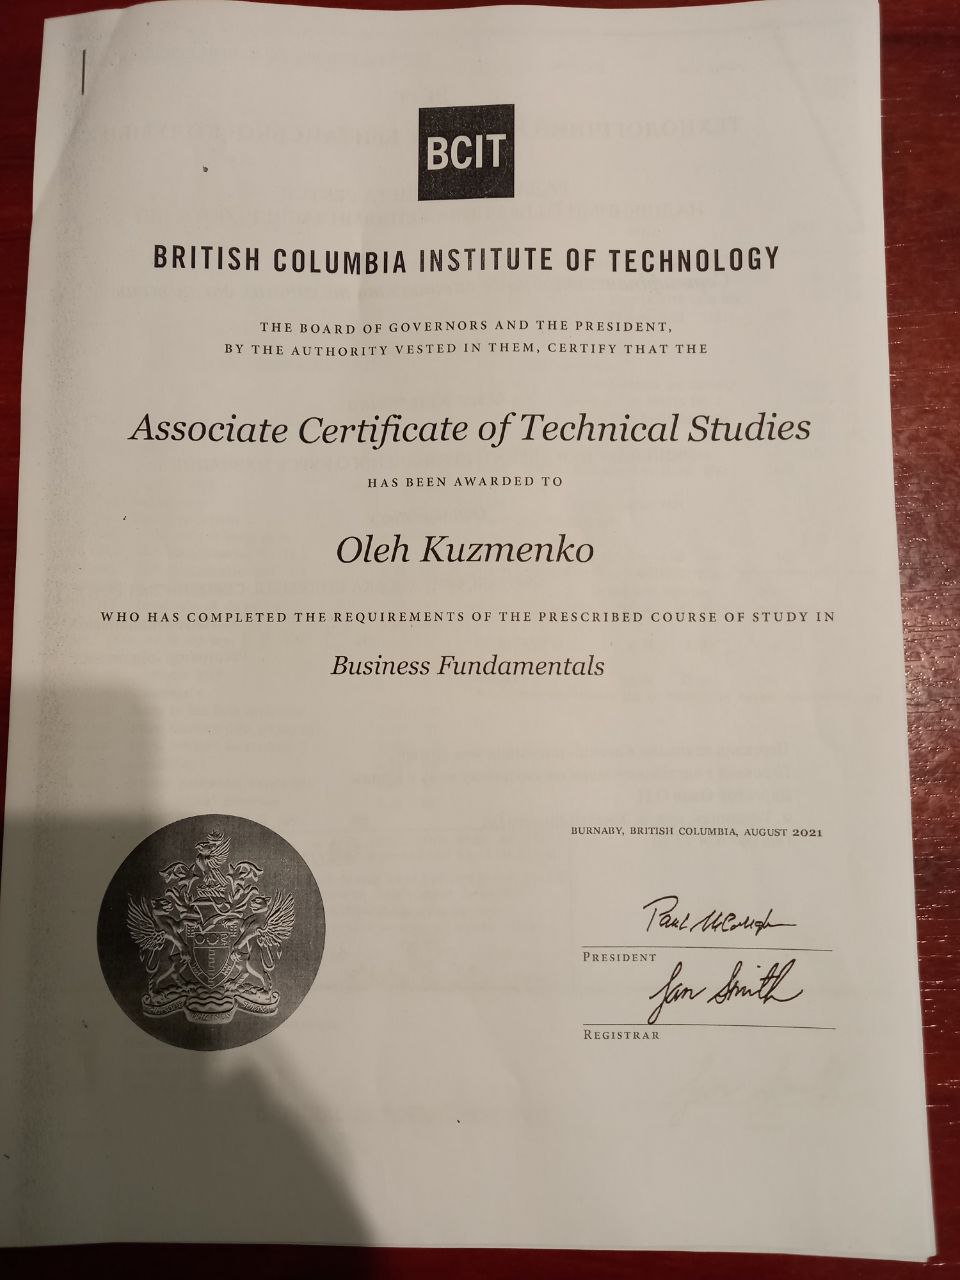 BCIT
BRITISH COLUMBIA INSTITUTE OF TECHNOLOGY
THE BOARD OF GOVERNORS AND THE PRESIDENT,
BY THE AUTHORITY VESTED IN THEM, CERTIFY THAT THE
Associate Certificate of Technical Studies
HAS BEEN AWARDED TO
Oleh Kuzmenko
WHO HAS COMPLETED THE REQUIREMENTS OF THE PRESCRIBED COURSE OF STUDY IN
Business Fundamentals
BURNABY, BRITISH COLUMBIA, AUGUST 2021
Paul
PRESIDENT
Smith
REGISTRAR